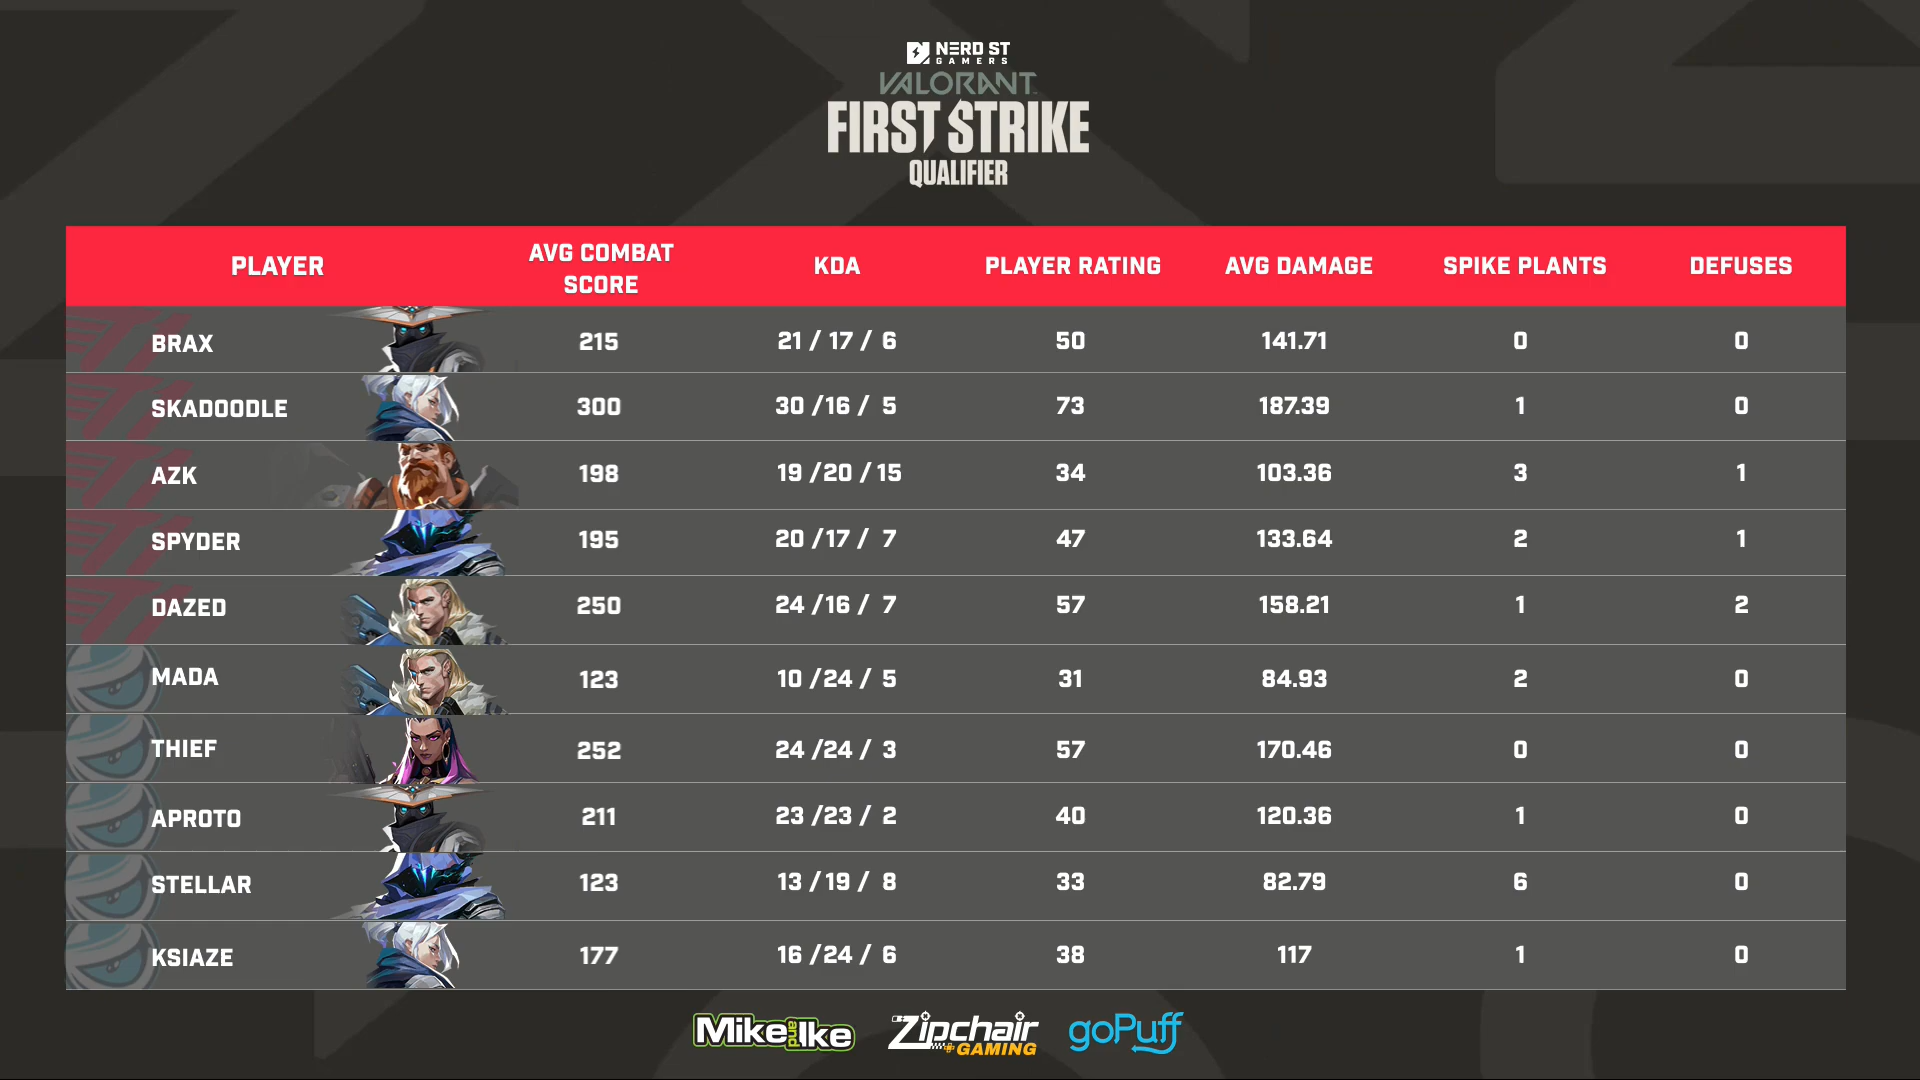 NERD ST
GAMERS
VALORANT
FIRST STRIKE
QUALIFIER
PLAYER AVG COMBAT SCORE KDA PLAYER RATING AVG DAMAGE SPIKE PLANTS DEFUSES
BRAX 215 21 / 17 / 6 50 141.71 0 0
SKADOODLE 300 30 /16 / 5 73 187.39 1 0
AZK 198 19 /20 / 15 34 103.36 3 1
SPYDER 195 20 /17 / 7 47 133.64 2 1
DAZED 250 24 /16 / 7 57 158.21 1 2
MADA 123 10 /24 / 5 31 84.93 2 0
THIEF 252 24 /24 / 3 57 170.46 0 0
APROTO 211 23 /23 / 2 40 120.36 1 0
STELLAR 123 13 /19 / 8 33 82.79 6 0
KSIAZE 177 16 /24 / 6 38 117 1 0
Mike and Ike Zipchair GAMING goPuff